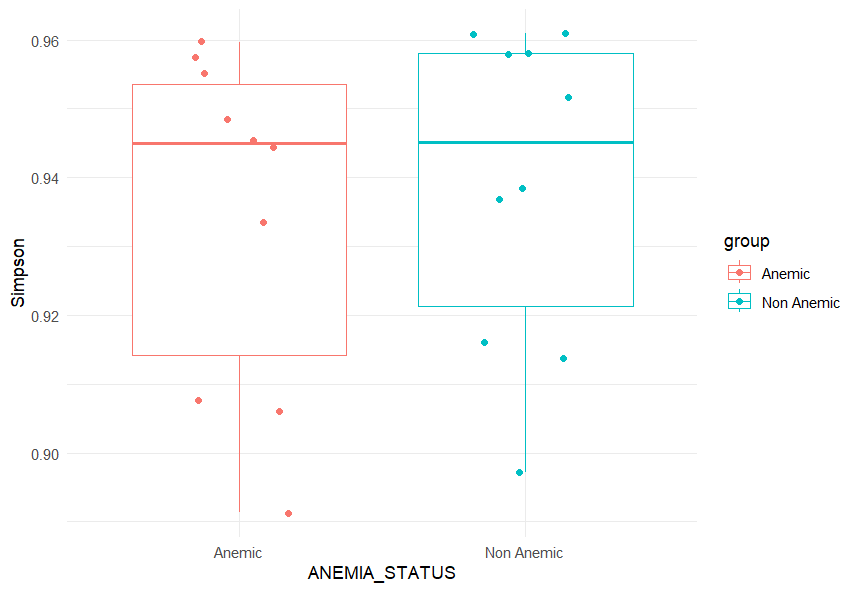 0.96
0.94
0.92
0.90
Simpson
Anemic
Non Anemic
ANEMIA_STATUS
group
Anemic
Non Anemic